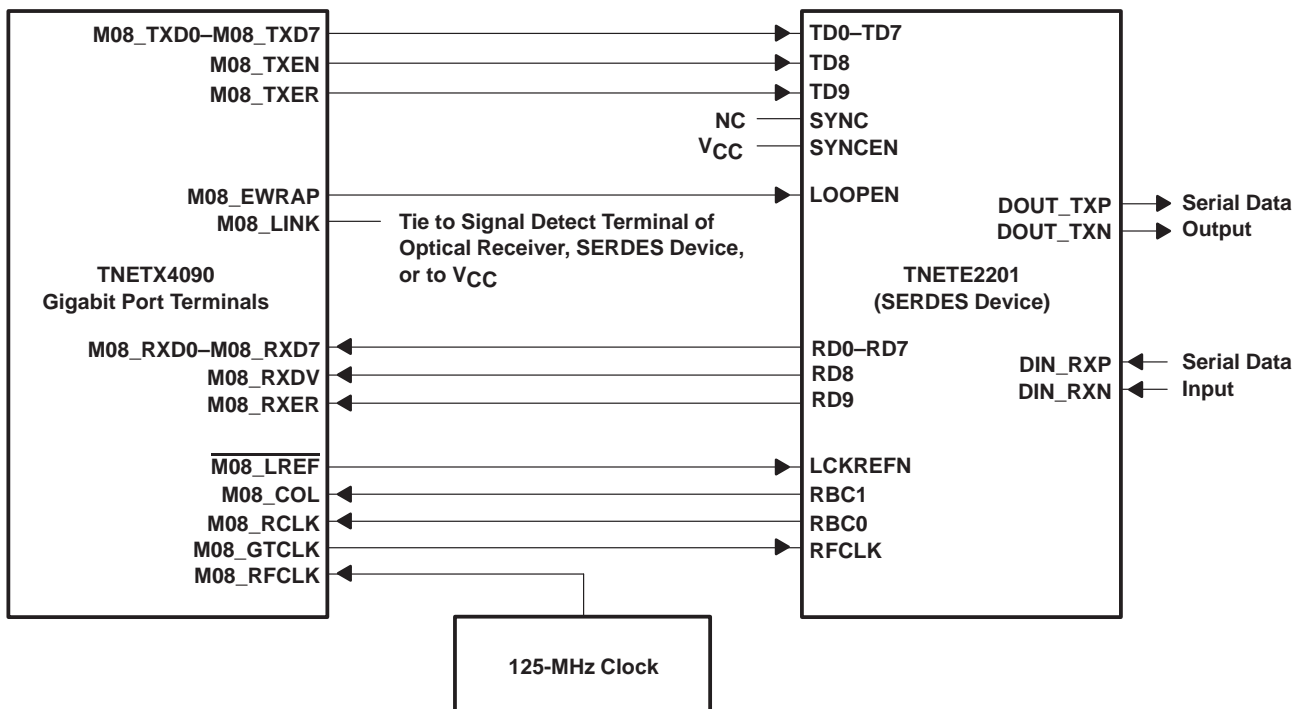 M08_TXD0–M08_TXD7
M08_TXEN
M08_TXER
M08_EWRAP
M08_LINK
TNETX4090
Gigabit Port Terminals
M08_RXD0–M08_RXD7
M08_RXDV
M08_RXER
M08_LREF
M08_COL
M08_RCLK
M08_GTCLK
M08_RFCLK
NC
VCC
Tie to Signal Detect Terminal of
Optical Receiver, SERDES Device,
or to VCC
125-MHz Clock
TD0–TD7
TD8
TD9
SYNC
SYNCEN
LOOPEN
TNETE2201
(SERDES Device)
RD0–RD7
RD8
RD9
LCKREFN
RBC1
RBC0
RFCLK
DOUT_TXP
DOUT_TXN
DIN_RXP
DIN_RXN
Serial Data
Output
Serial Data
Input